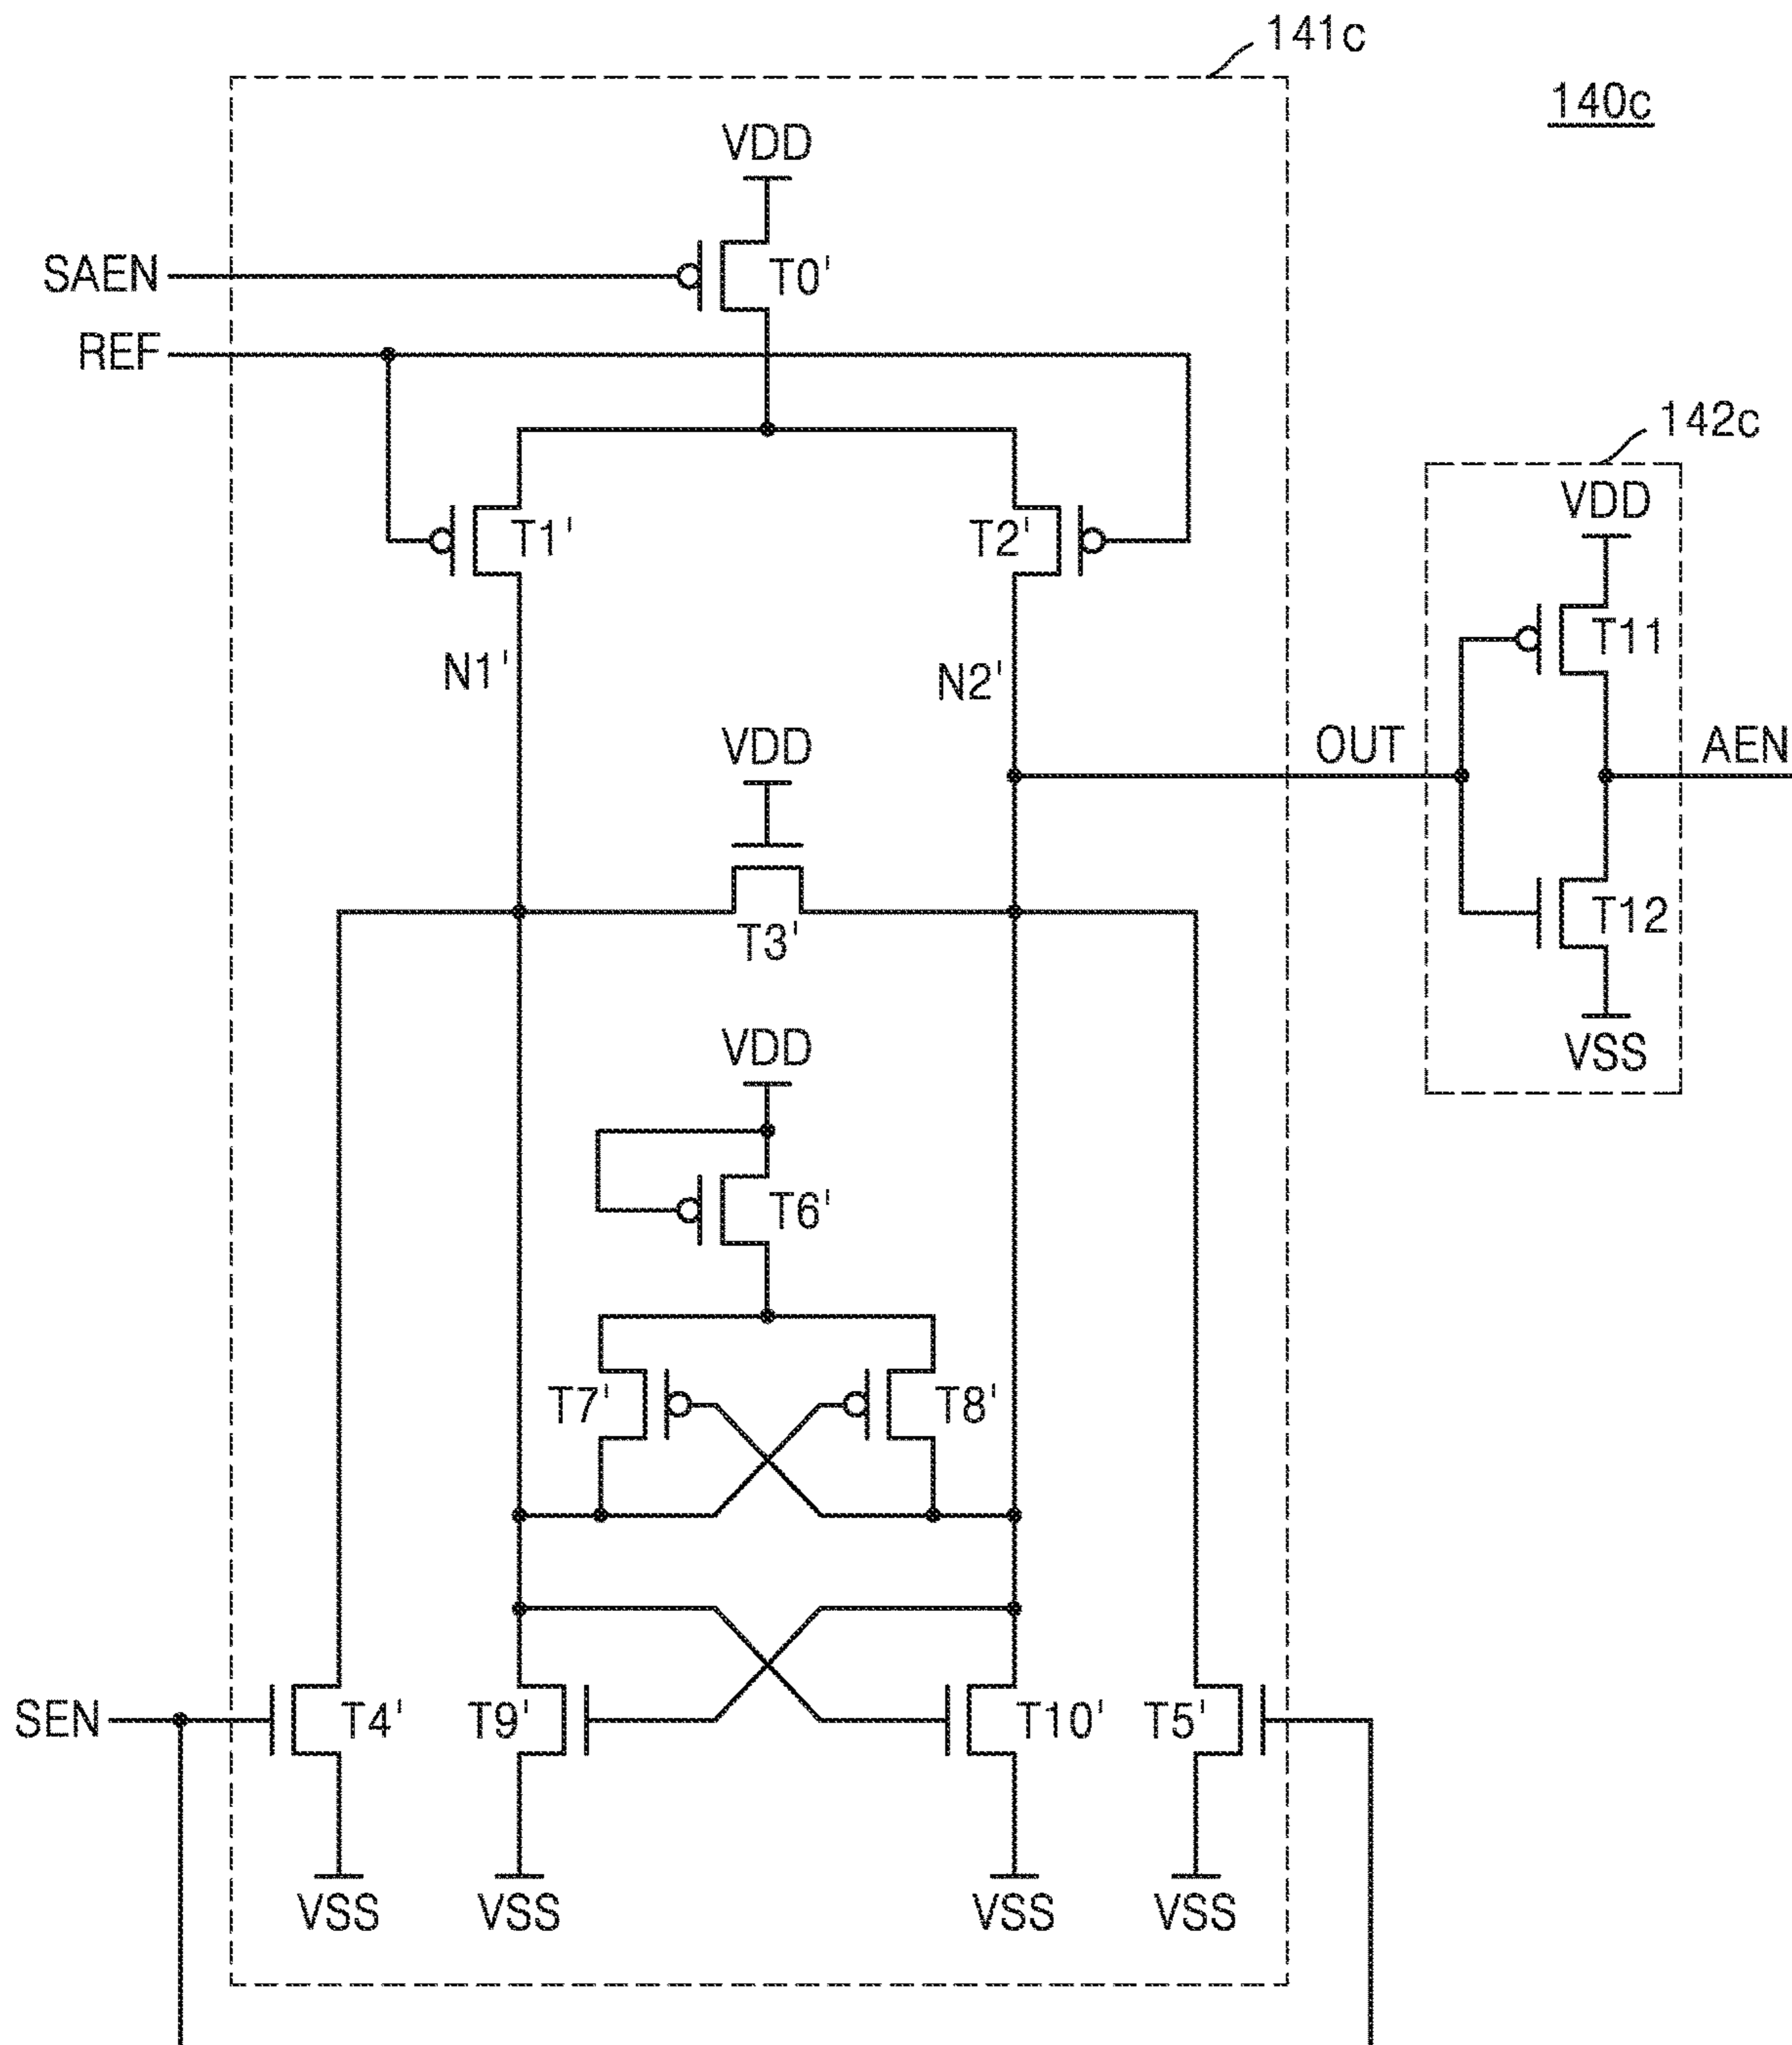 141c
140c
VDD
SAEN
T0'
REF
142c
VDD
T1'
T2'
T11
N1'
N2'
VDD
OUT
AEN
T3'
T12
VDD
VSS
T6'
T7'
T8'
SEN
T4'
T9'
T10'
T5'
VSS
VSS
VSS
VSS